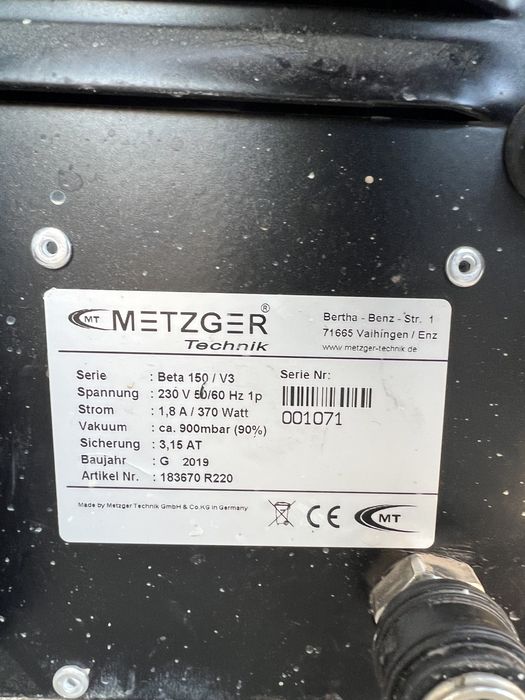 MT METZGER®
Technik
Bertha - Benz - Str. 1
71665 Vaihingen / Enz
www.metzger-technik.de
Serie : Beta 150 / V3
Spannung : 230 V 50/60 Hz 1p
Strom : 1,8 A / 370 Watt
Vakuum : ca. 900mbar (90%)
Sicherung : 3,15 AT
Baujahr : G 2019
Artikel Nr. : 183670 R220
Serie Nr:
001071
Made by Metzger Technik GmbH & Co.KG in Germany
CE MT